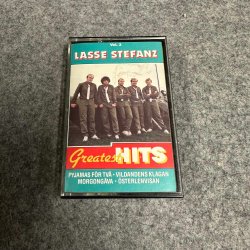 Vol. 2
LASSE STEFANZ
Greatest HITS
PYJAMAS FÖR TVÅ · VILDANDENS KLAGAN
MORGONGÅVA · ÖSTERLENVISAN